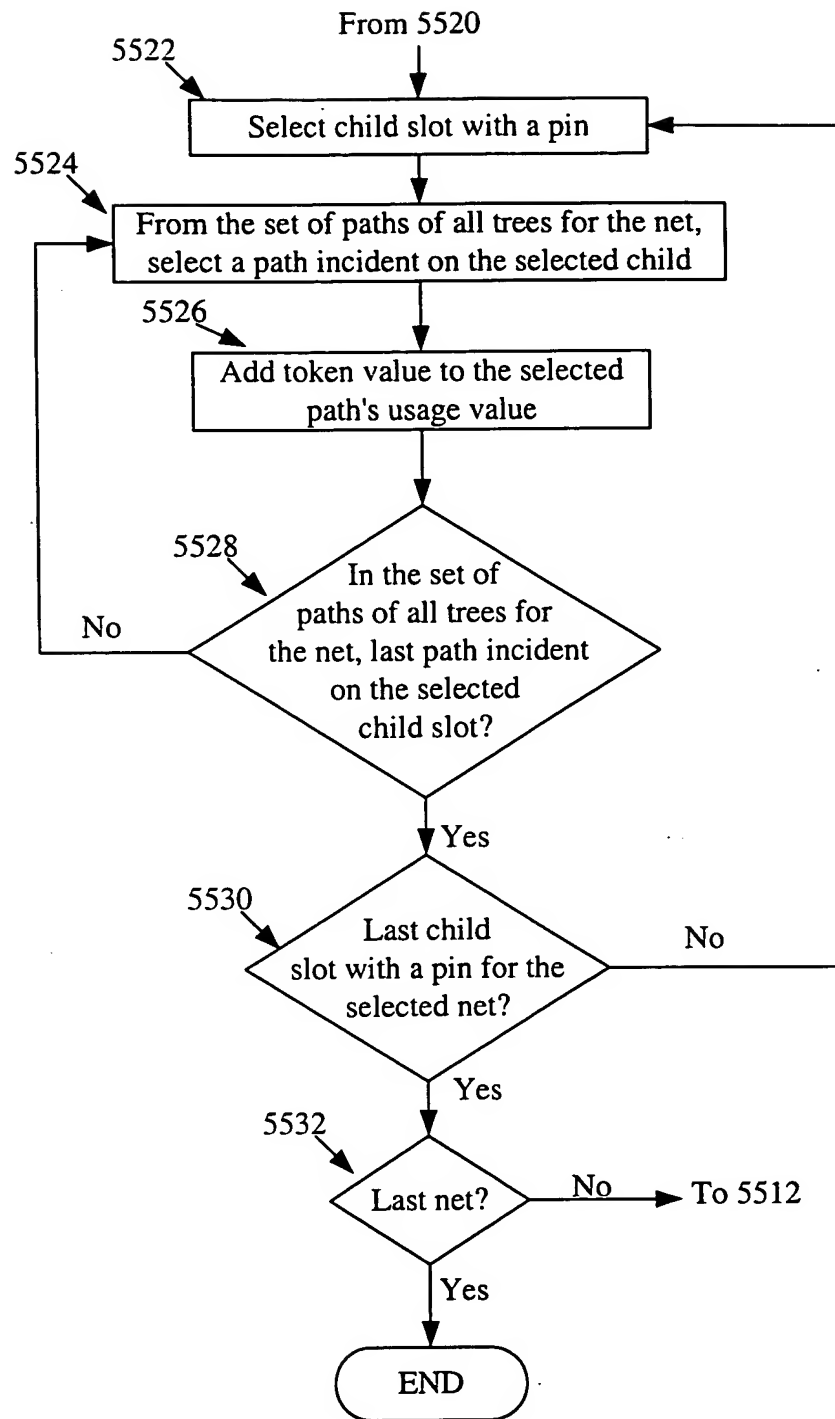 From 5520
5522
Select child slot with a pin
5524
From the set of paths of all trees for the net,
select a path incident on the selected child
5526
Add token value to the selected
path's usage value
5528
In the set of
paths of all trees for
the net, last path incident
on the selected
child slot?
No
Yes
5530
Last child
slot with a pin for the
selected net?
No
Yes
5532
Last net?
No
To 5512
Yes
END